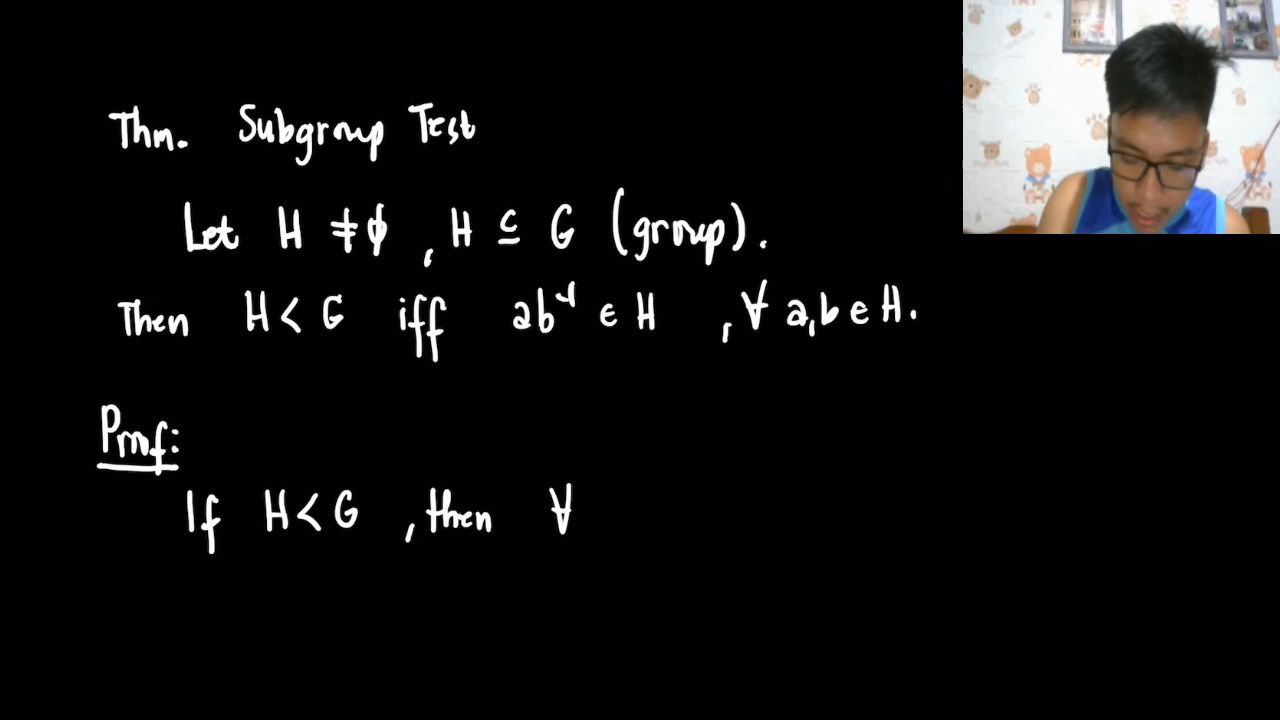 Thm. Subgroup Test
Let H ≠ ϕ , H ⊆ G (group).
Then H < G iff ab⁻¹ ∈ H , ∀ a,b ∈ H.
Proof:
If H < G , then ∀